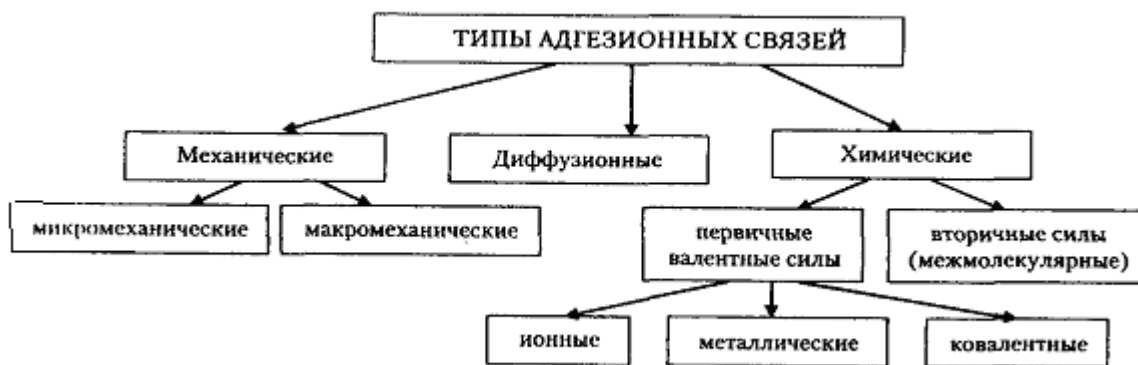 ТИПЫ АДГЕЗИОННЫХ СВЯЗЕЙ
Механические
Диффузионные
Химические
микромеханические
макромеханические
первичные
валентные силы
вторичные силы
(межмолекулярные)
ионные
металлические
ковалентные